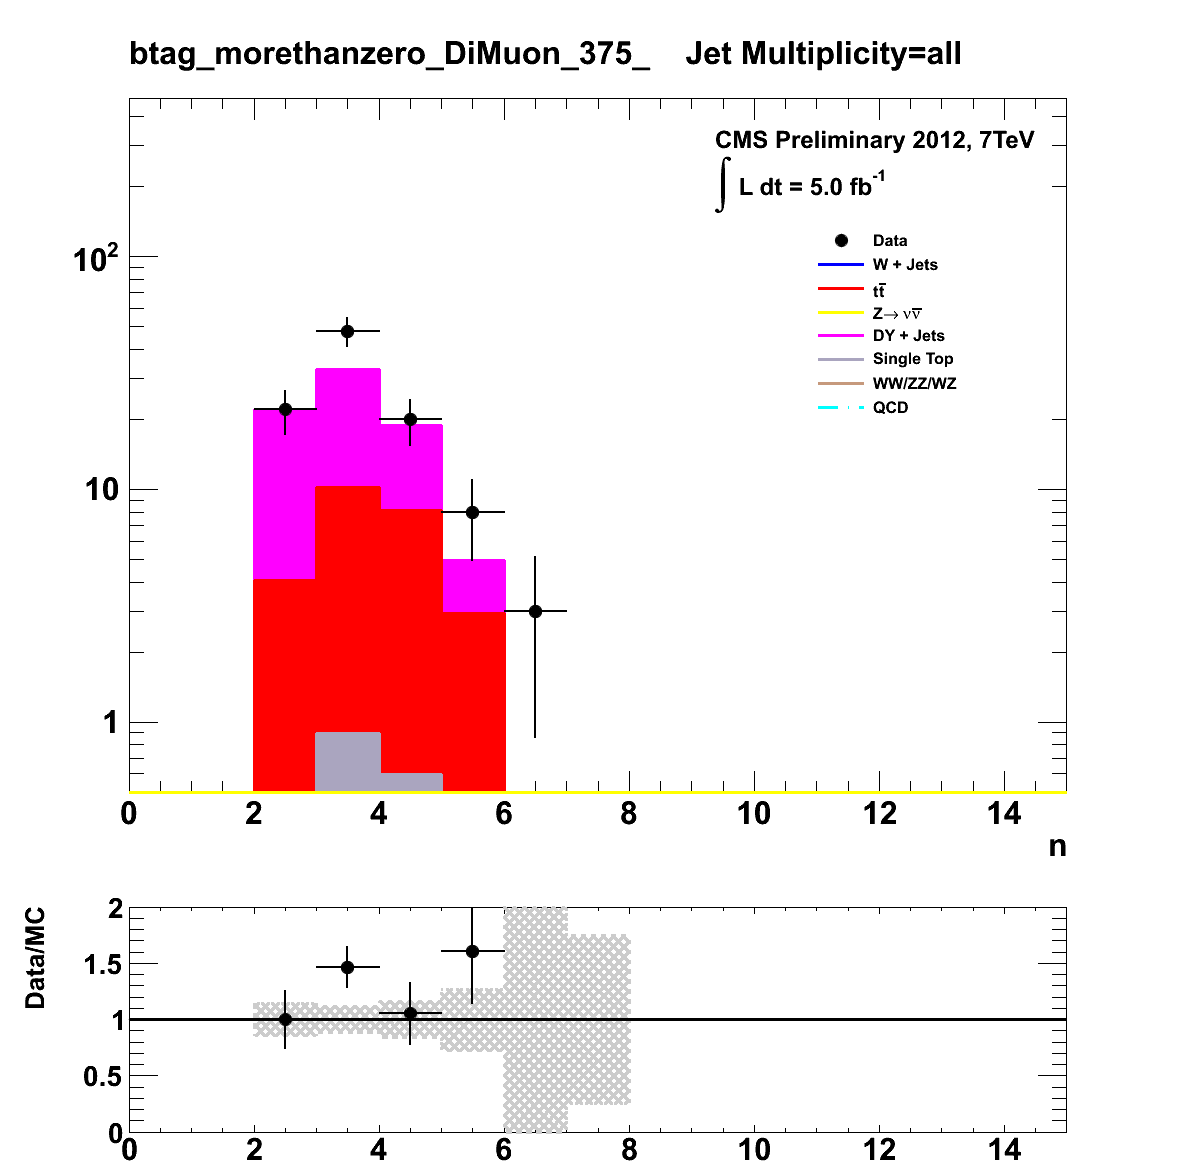 btag_morethanzero_DiMuon_375_ Jet Multiplicity=all
CMS Preliminary 2012, 7TeV
∫ L dt = 5.0 fb⁻¹
Data
W + Jets
tt̅
Z→ νν̅
DY + Jets
Single Top
WW/ZZ/WZ
QCD
10²
10
1
0 2 4 6 8 10 12 14
n
Data/MC
2
1.5
1
0.5
0
0 2 4 6 8 10 12 14